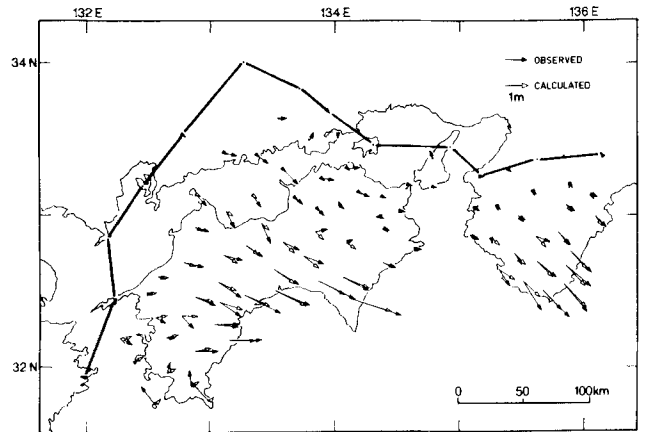 132 E 134 E 136 E
34 N
OBSERVED
CALCULATED
1m
32 N
0 50 100km